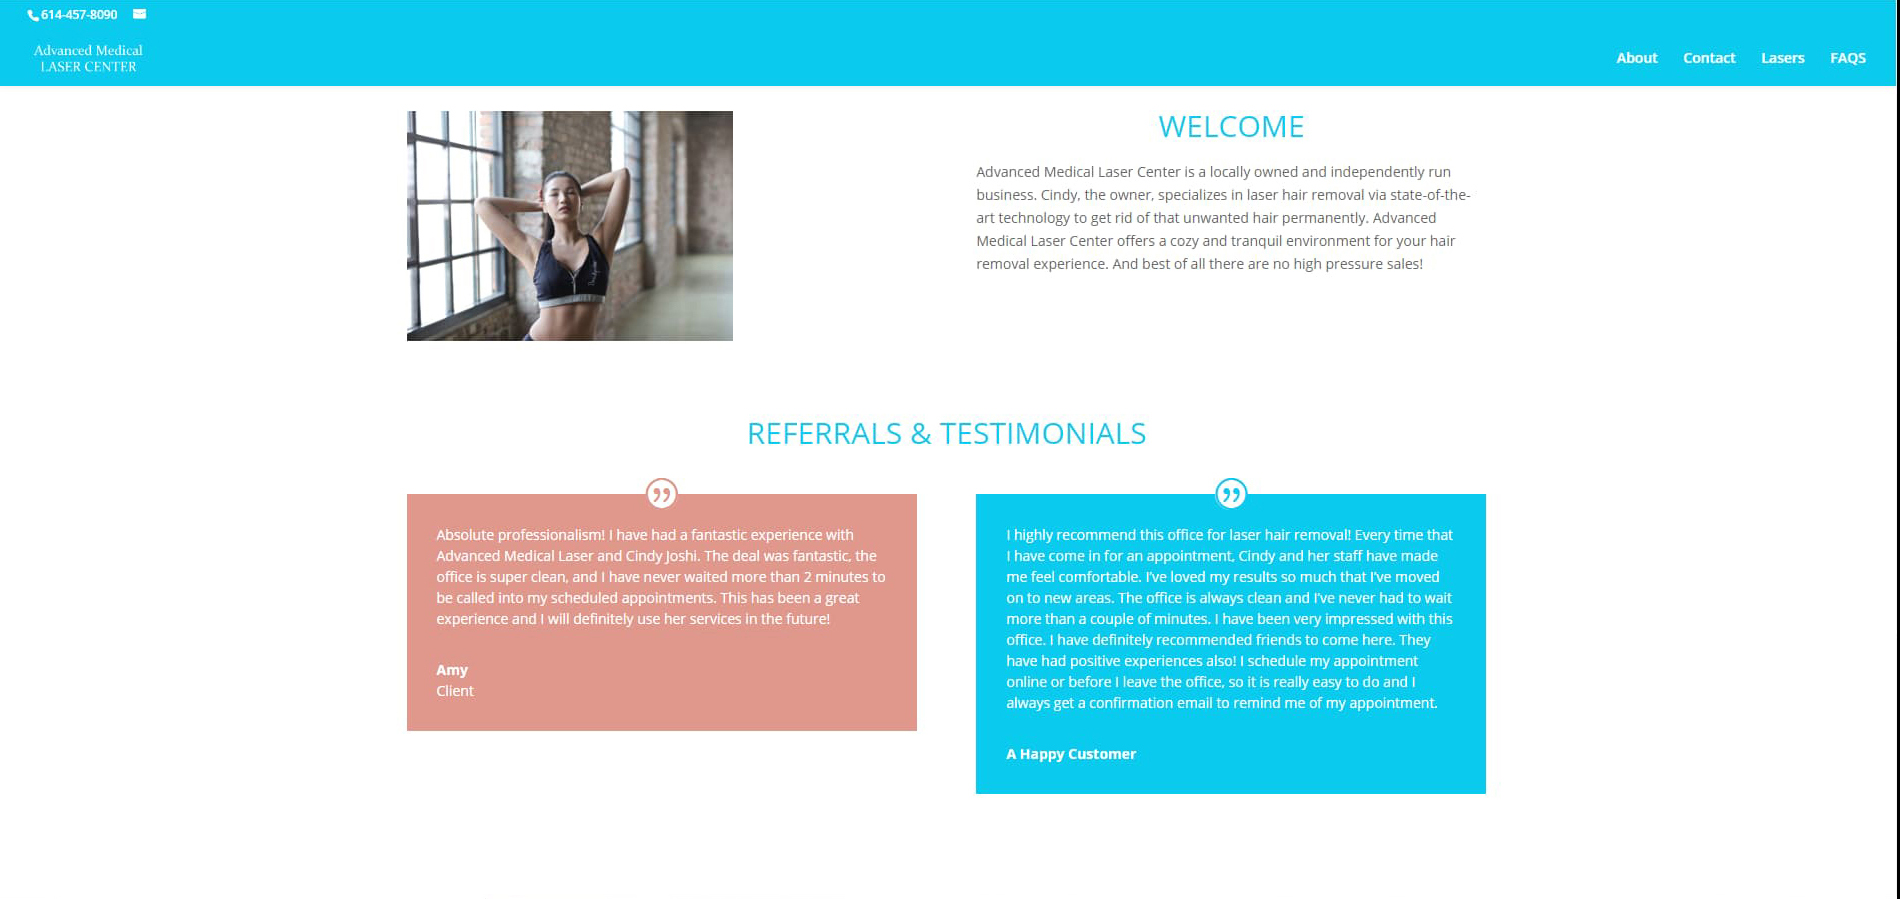 614-457-8090
Advanced Medical
LASER CENTER
About Contact Lasers FAQS
WELCOME
Advanced Medical Laser Center is a locally owned and independently run
business. Cindy, the owner, specializes in laser hair removal via state-of-the-
art technology to get rid of that unwanted hair permanently. Advanced
Medical Laser Center offers a cozy and tranquil environment for your hair
removal experience. And best of all there are no high pressure sales!
REFERRALS & TESTIMONIALS
Absolute professionalism! I have had a fantastic experience with
Advanced Medical Laser and Cindy Joshi. The deal was fantastic, the
office is super clean, and I have never waited more than 2 minutes to
be called into my scheduled appointments. This has been a great
experience and I will definitely use her services in the future!
Amy
Client
I highly recommend this office for laser hair removal! Every time that
I have come in for an appointment, Cindy and her staff have made
me feel comfortable. I've loved my results so much that I've moved
on to new areas. The office is always clean and I've never had to wait
more than a couple of minutes. I have been very impressed with this
office. I have definitely recommended friends to come here. They
have had positive experiences also! I schedule my appointment
online or before I leave the office, so it is really easy to do and I
always get a confirmation email to remind me of my appointment.
A Happy Customer